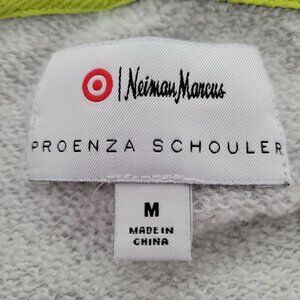 | Neiman Marcus
PROENZA SCHOULER
M
MADE IN
CHINA